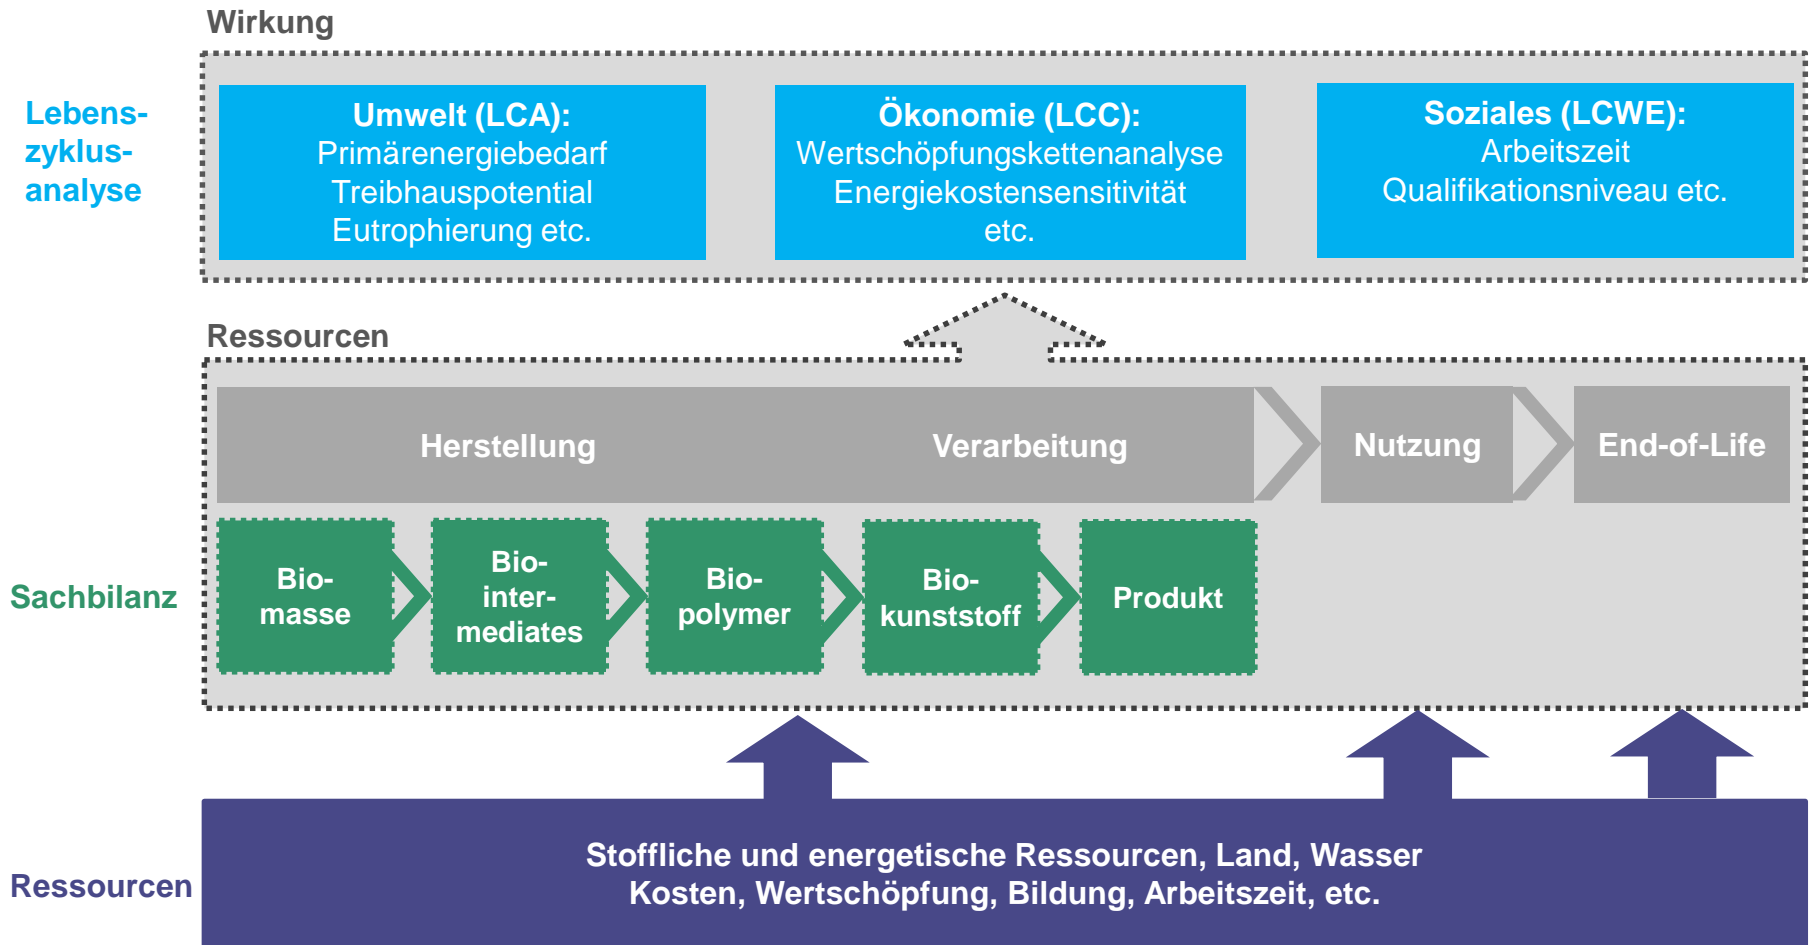 Wirkung
Lebens-
zyklus-
analyse
Umwelt (LCA):
Primärenergiebedarf
Treibhauspotential
Eutrophierung etc.
Ökonomie (LCC):
Wertschöpfungskettenanalyse
Energiekostensensitivität
etc.
Soziales (LCWE):
Arbeitszeit
Qualifikationsniveau etc.
Ressourcen
Herstellung
Verarbeitung
Nutzung
End-of-Life
Sachbilanz
Bio-
masse
Bio-
inter-
mediates
Bio-
polymer
Bio-
kunststoff
Produkt
Ressourcen
Stoffliche und energetische Ressourcen, Land, Wasser
Kosten, Wertschöpfung, Bildung, Arbeitszeit, etc.